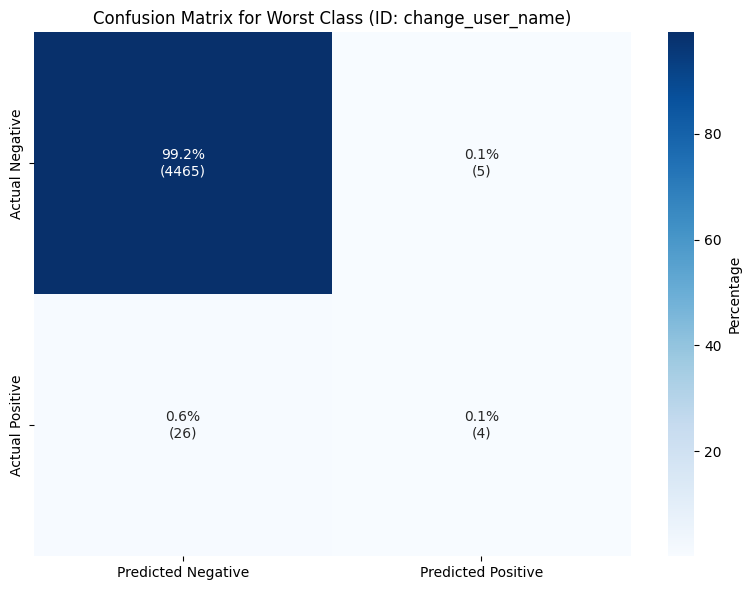 Confusion Matrix for Worst Class (ID: change_user_name)
Actual Negative
99.2%
(4465)
0.1%
(5)
Actual Positive
0.6%
(26)
0.1%
(4)
Predicted Negative
Predicted Positive
80
60
40
20
Percentage